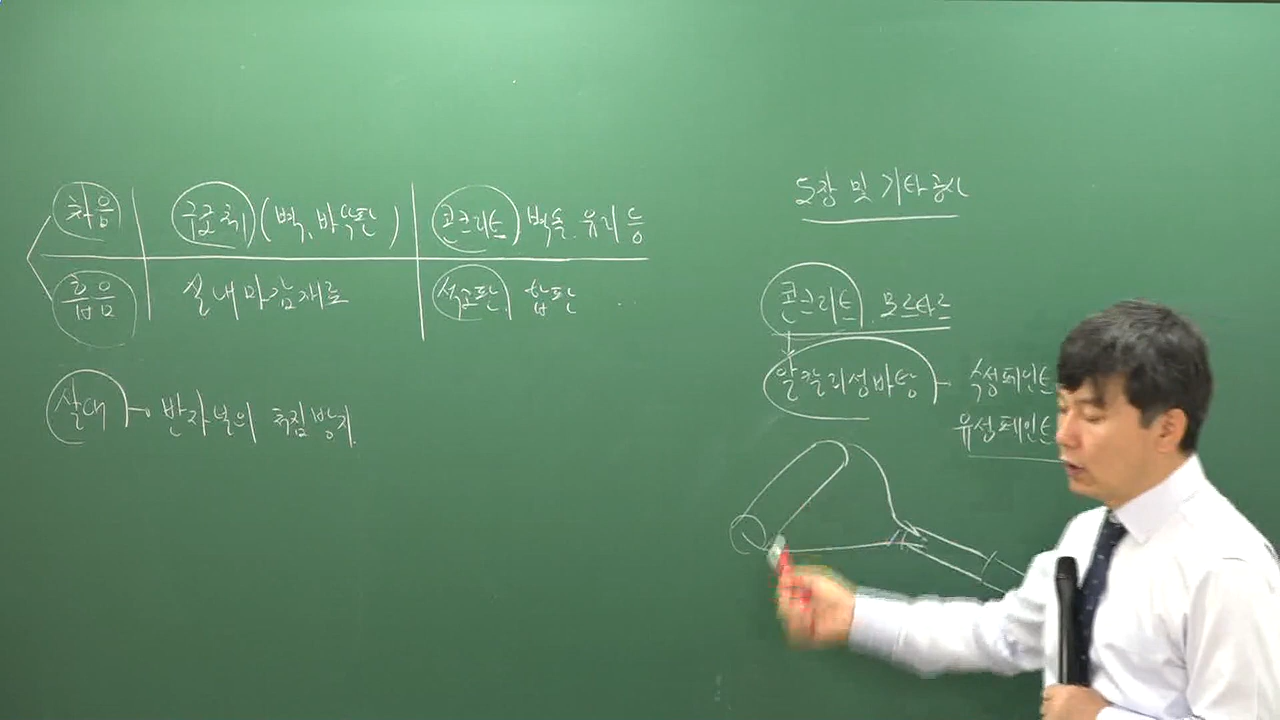 차음 구조체 (벽, 바닥판) 콘크리트 벽돌. 유리 등
흡음 실내마감재료 석고판 합판 ...
달대 → 반자널의 처짐방지.
도장 및 기타공사
콘크리트. 모르타르
알칼리성바탕 - 수성페인트
유성페인트